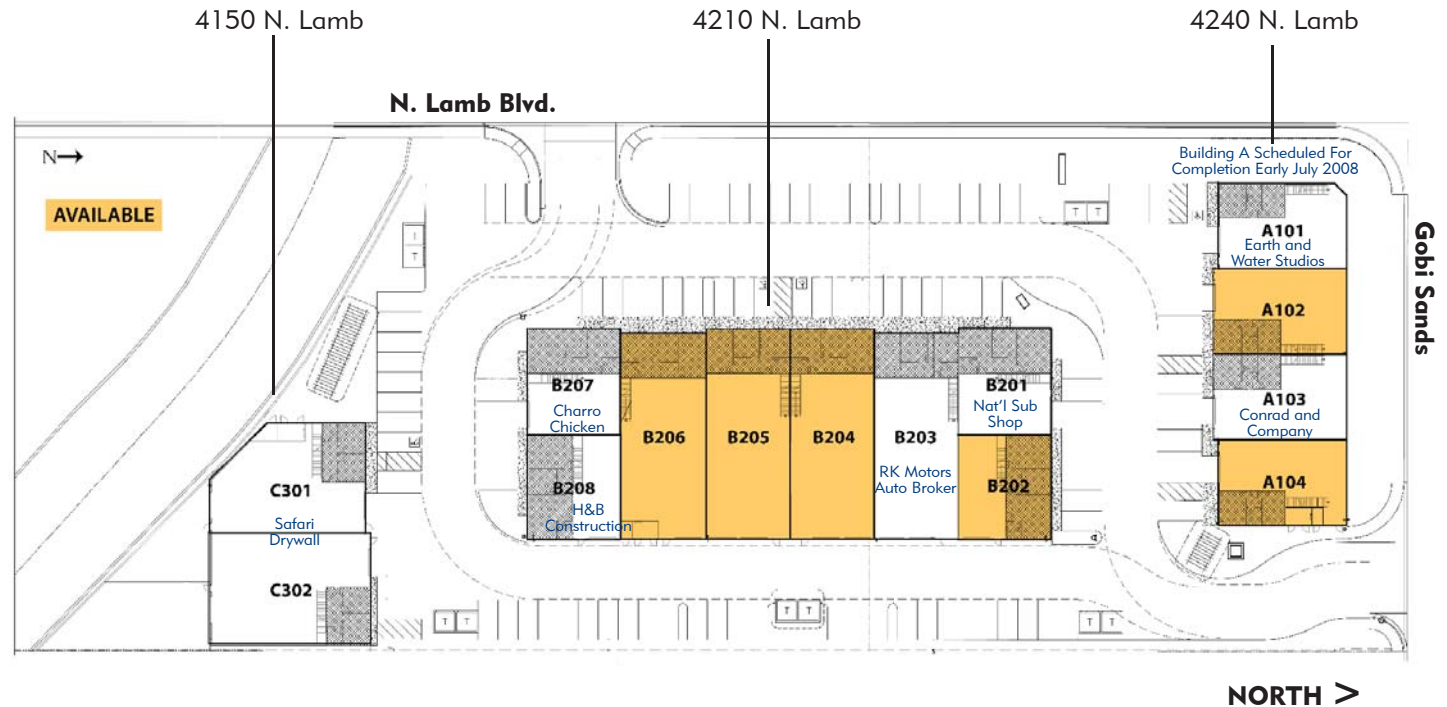 4150 N. Lamb
4210 N. Lamb
4240 N. Lamb
N. Lamb Blvd.
N
AVAILABLE
Building A Scheduled For
Completion Early July 2008
Gobi Sands
A101
Earth and
Water Studios
A102
A103
Conrad and
Company
A104
B207
Charro
Chicken
B208
H&B
Construction
B206
B205
B204
B203
RK Motors
Auto Broker
B201
Nat'l Sub
Shop
B202
C301
Safari
Drywall
C302
T T
T
T T
T T
T T
NORTH >